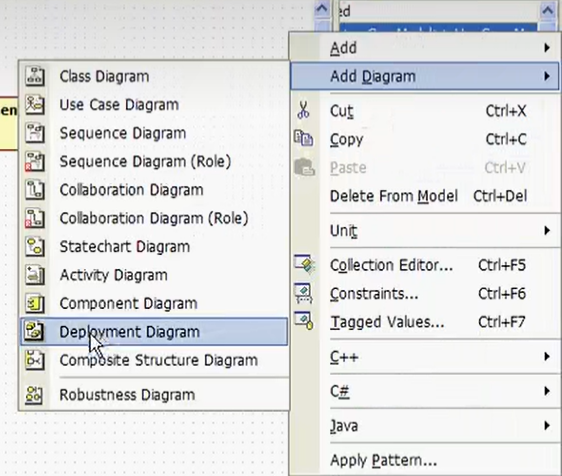 ed
en
Add
Add Diagram
Cut Ctrl+X
Copy Ctrl+C
Paste Ctrl+V
Delete From Model Ctrl+Del
Unit
Collection Editor... Ctrl+F5
Constraints... Ctrl+F6
Tagged Values... Ctrl+F7
C++
C#
Java
Apply Pattern...
Class Diagram
Use Case Diagram
Sequence Diagram
Sequence Diagram (Role)
Collaboration Diagram
Collaboration Diagram (Role)
Statechart Diagram
Activity Diagram
Component Diagram
Deployment Diagram
Composite Structure Diagram
Robustness Diagram